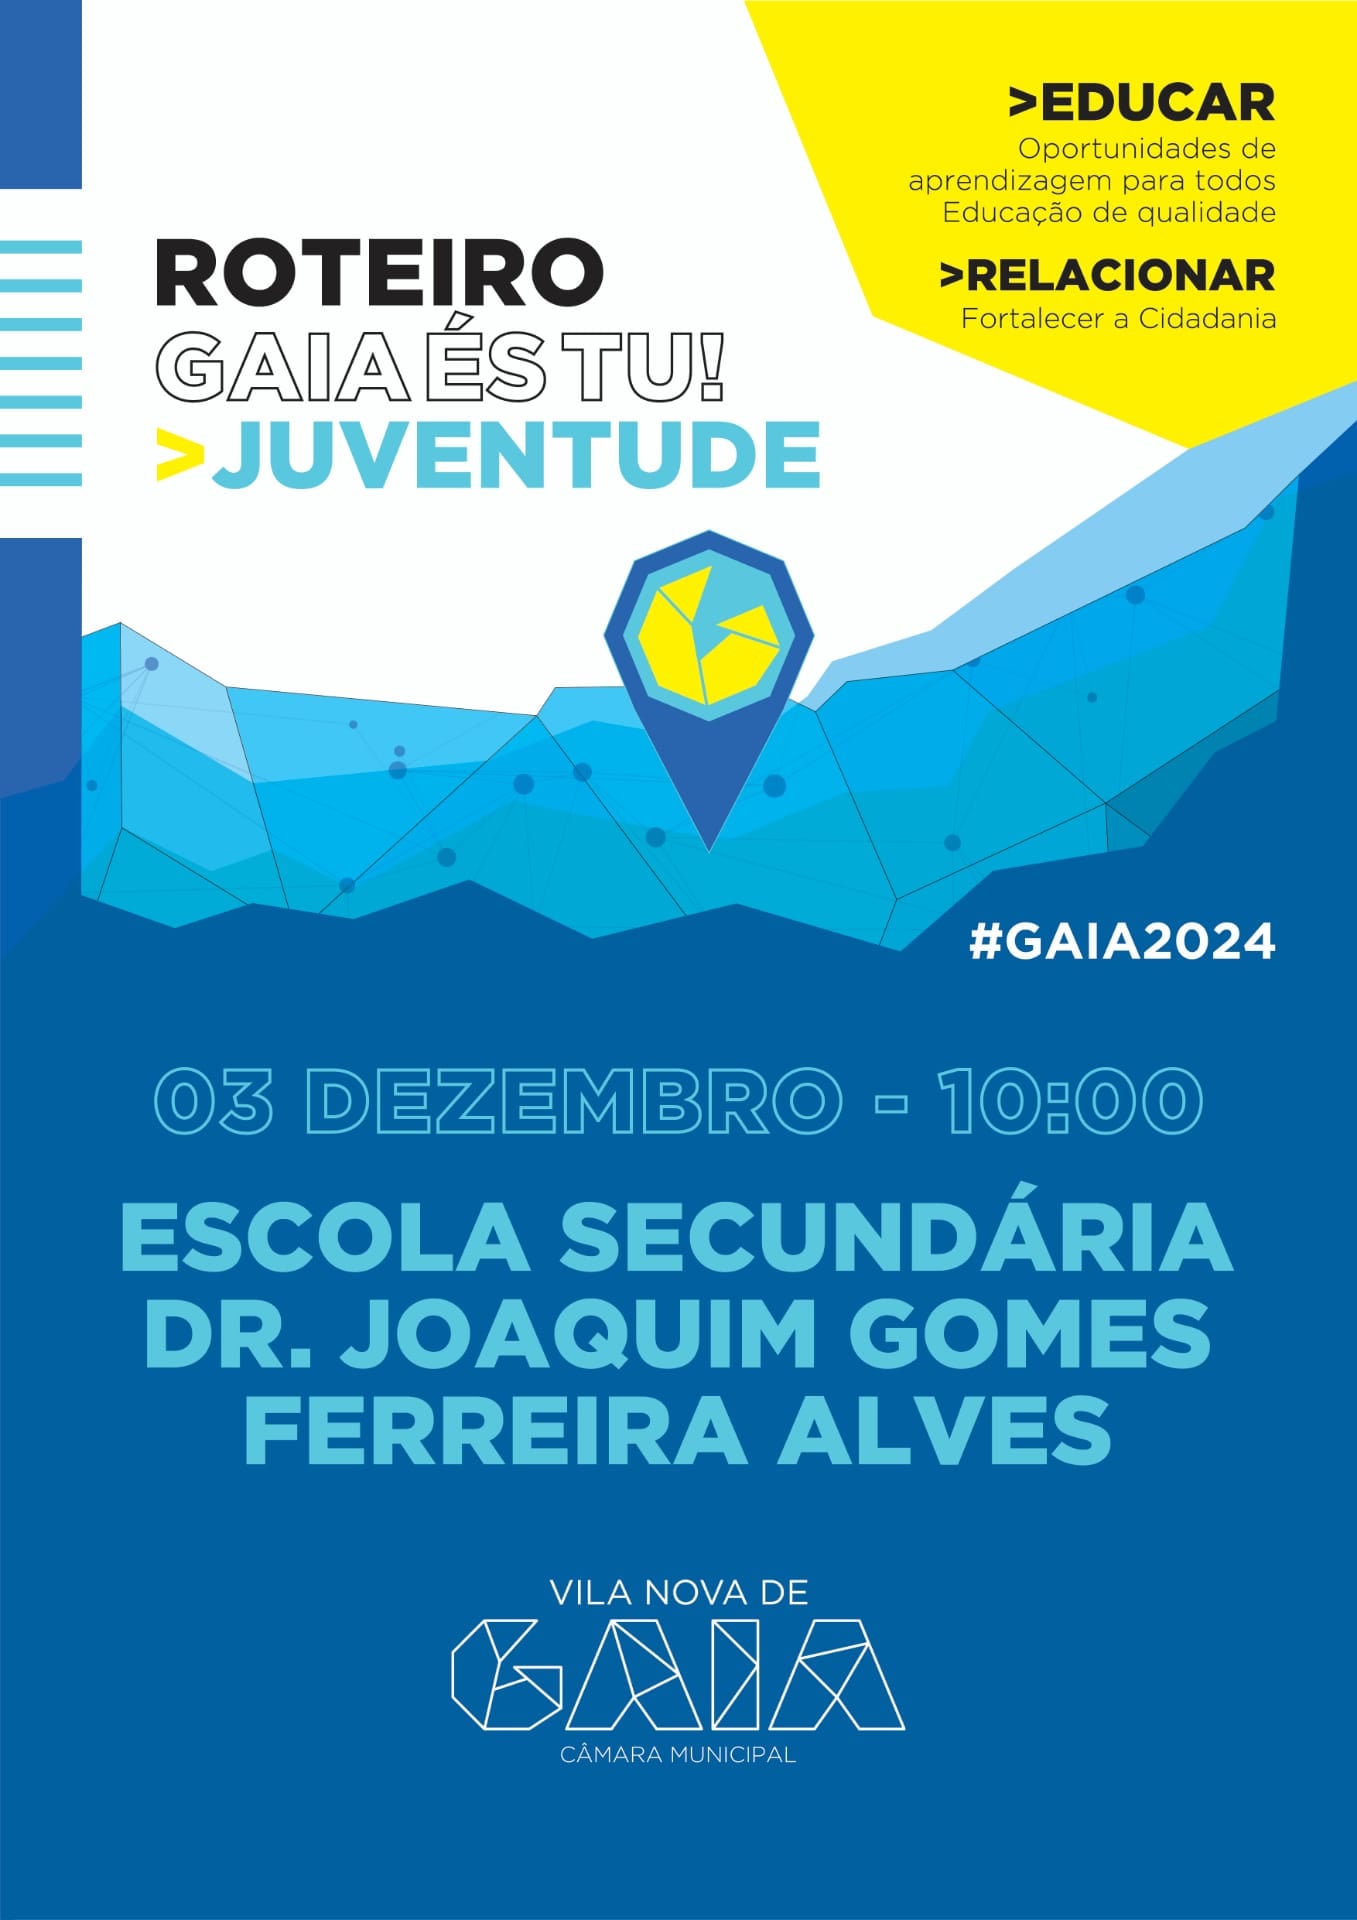 >EDUCAR
Oportunidades de
aprendizagem para todos
Educação de qualidade
>RELACIONAR
Fortalecer a Cidadania
ROTEIRO
GAIA ÉS TU!
>JUVENTUDE
#GAIA2024
03 DEZEMBRO - 10:00
ESCOLA SECUNDÁRIA
DR. JOAQUIM GOMES
FERREIRA ALVES
VILA NOVA DE
GAIA
CÂMARA MUNICIPAL